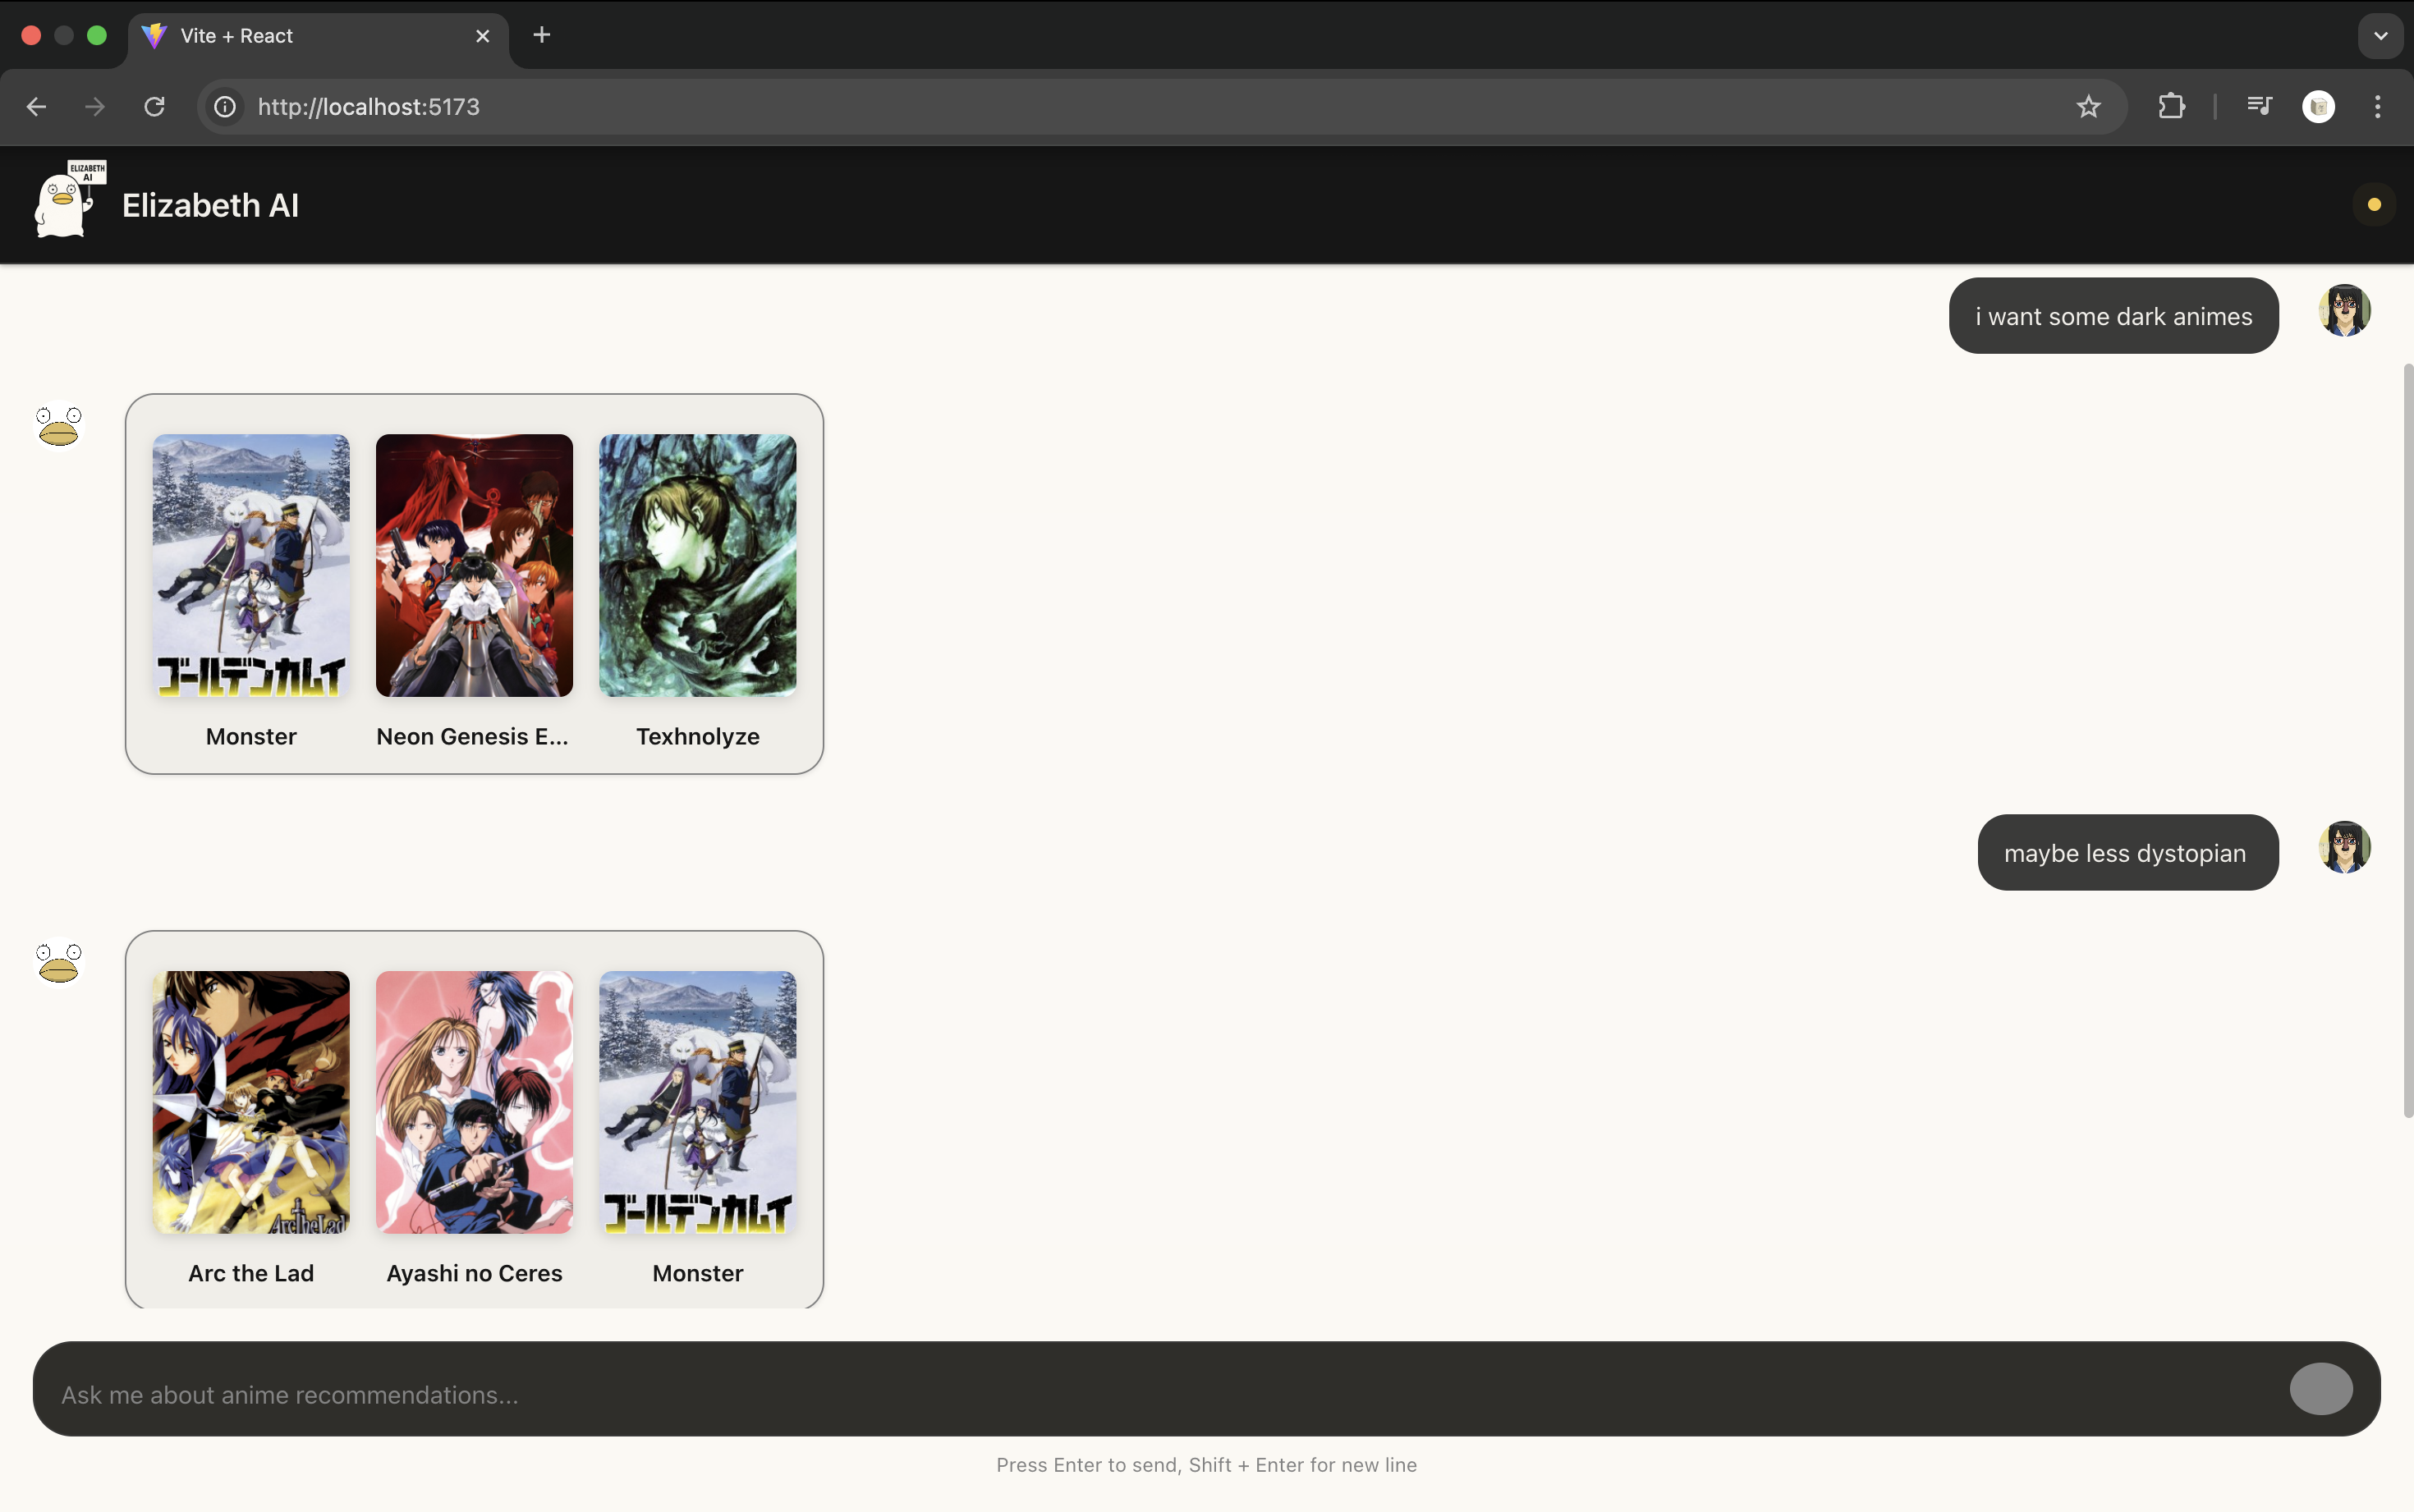 Vite + React
http://localhost:5173
ELIZABETH
AI
Elizabeth AI
i want some dark animes
ゴールデンカムイ
Monster
Neon Genesis E...
Texhnolyze
maybe less dystopian
Arc the Lad
ゴールデンカムイ
Arc the Lad
Ayashi no Ceres
Monster
Ask me about anime recommendations...
Press Enter to send, Shift + Enter for new line